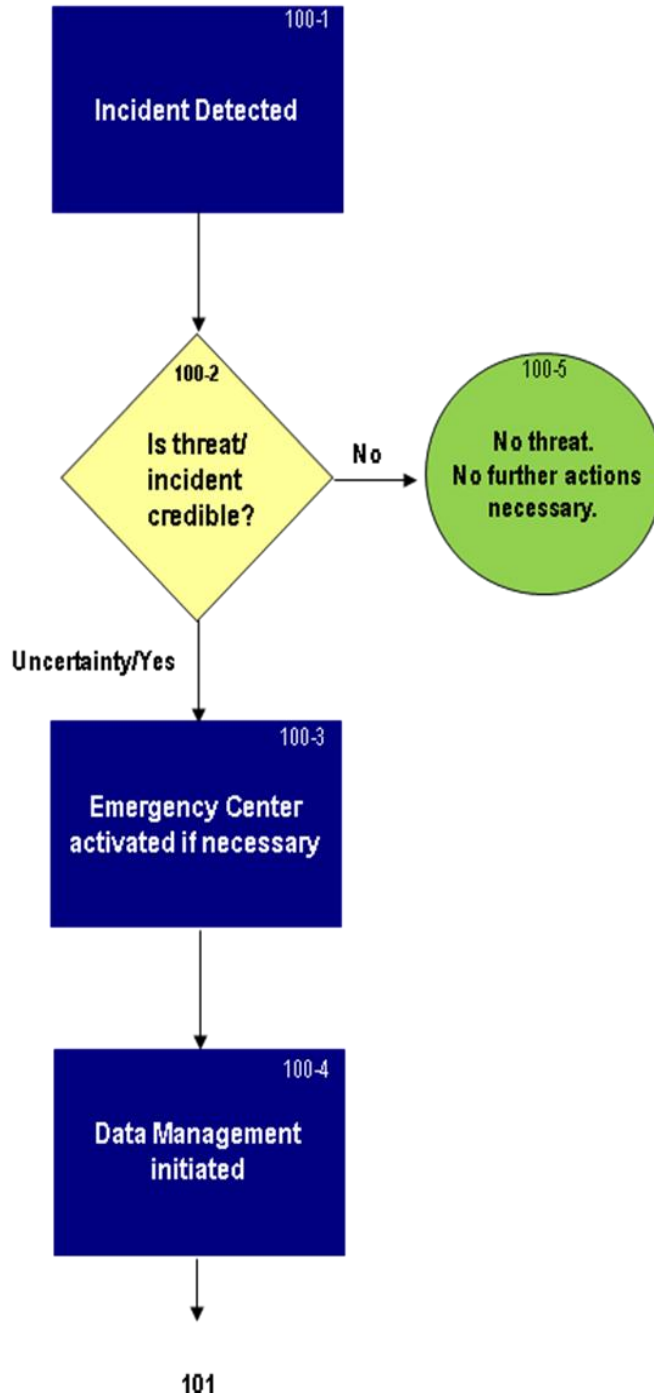 100-1
Incident Detected
100-2
Is threat/
incident
credible?
No
100-5
No threat.
No further actions
necessary.
Uncertainty/Yes
100-3
Emergency Center
activated if necessary
100-4
Data Management
initiated
101